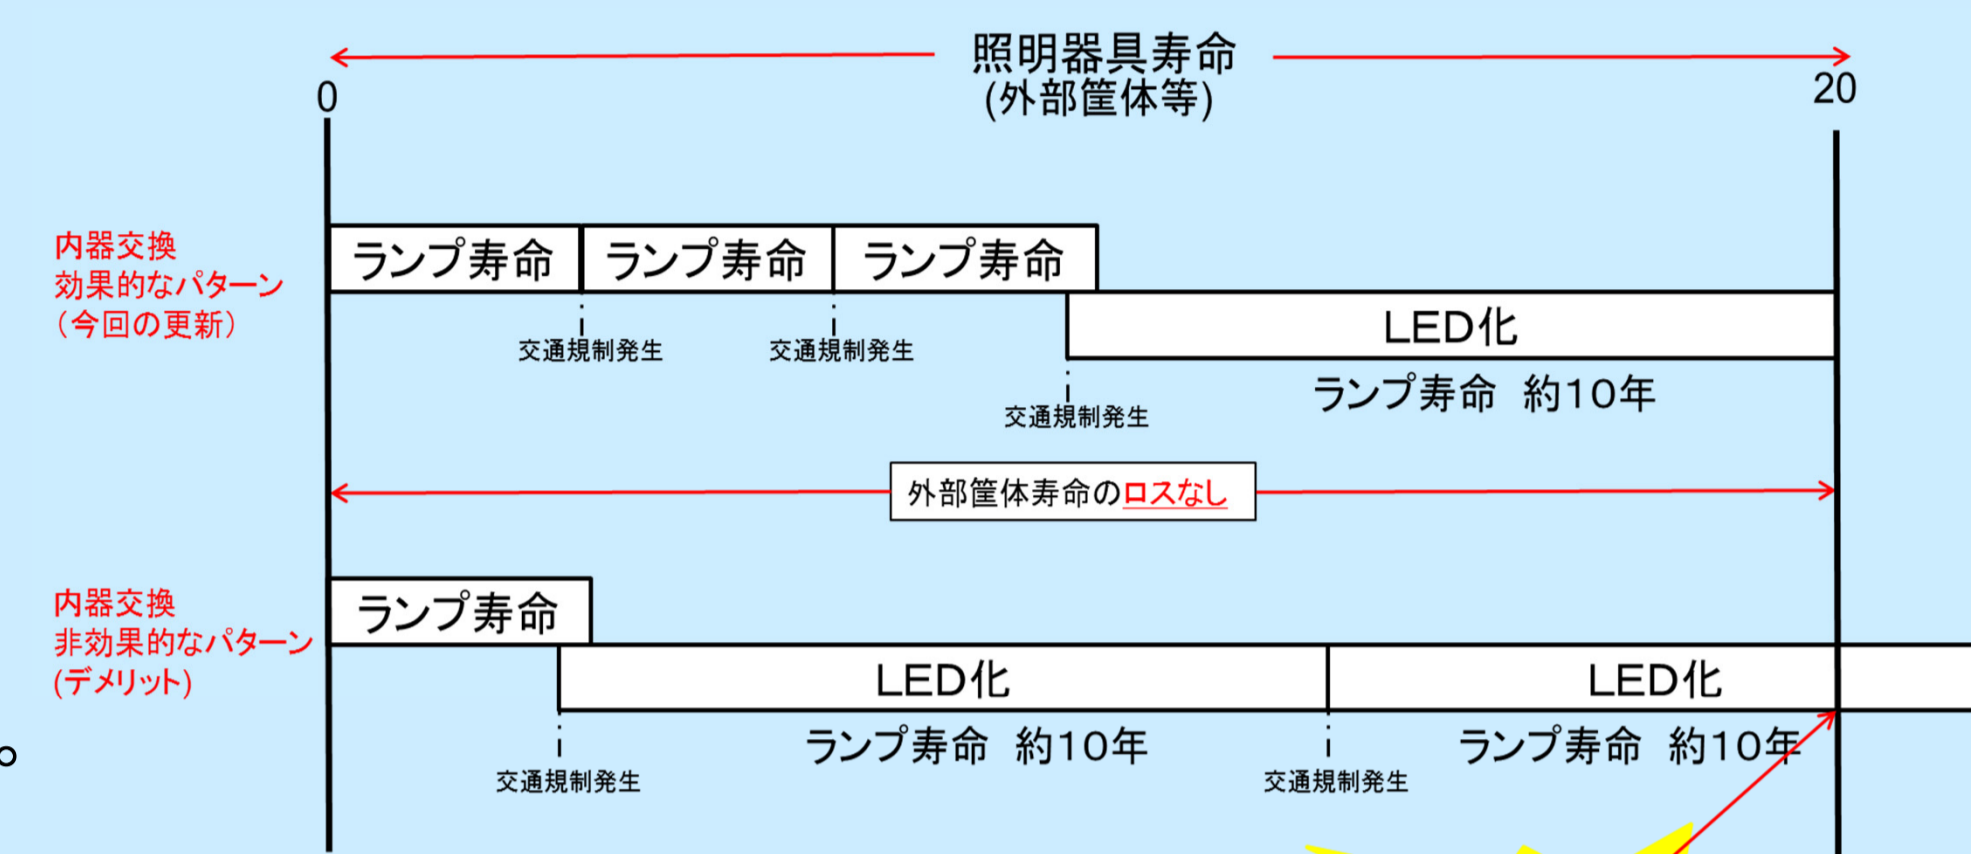 照明器具寿命
(外部筐体等)
0
20
内器交換
効果的なパターン
（今回の更新）
ランプ寿命
ランプ寿命
ランプ寿命
交通規制発生
交通規制発生
LED化
ランプ寿命　約10年
交通規制発生
外部筐体寿命のロスなし
内器交換
非効果的なパターン
(デメリット)
ランプ寿命
LED化
LED化
ランプ寿命　約10年
ランプ寿命　約10年
交通規制発生
交通規制発生
。